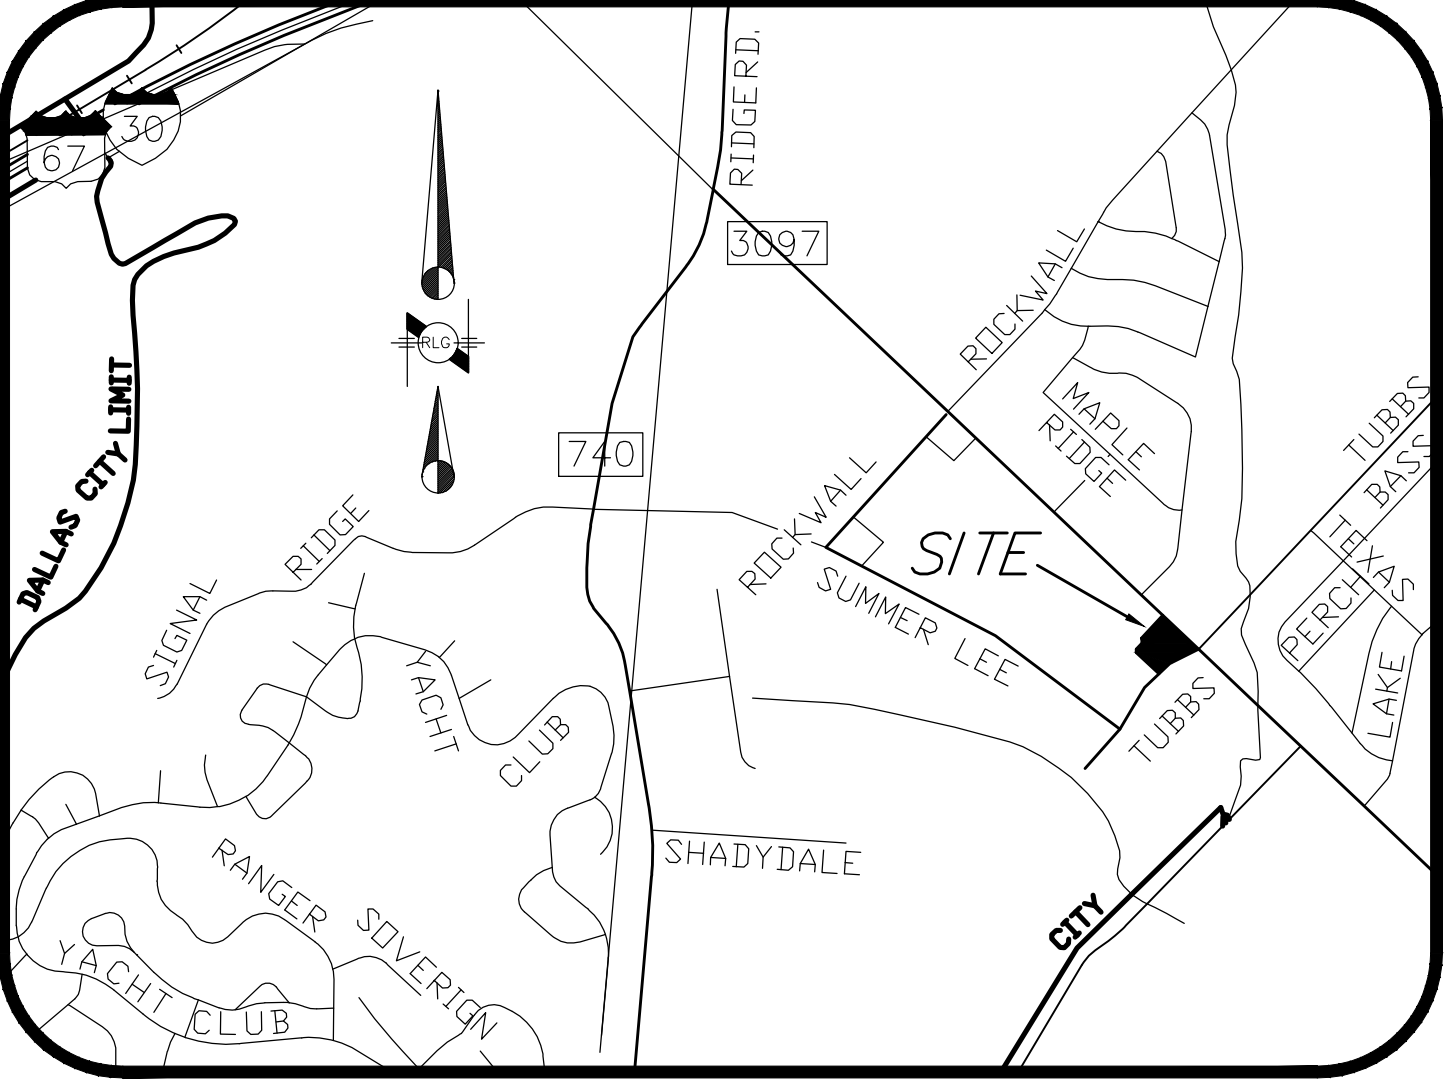 RIDGE RD.
30
67
3097
ROCKWALL
RLG
DALLAS CITY LIMIT
740
MAPLE
RIDGE
TUBBS
H BASS
SIGNAL
RIDGE
ROCKWALL
SITE
TEXAS
SUMMER LEE
PERCH
LAKE
YACHT
CLUB
TUBBS
SHADYDALE
RANGER
SOVERIGN
CITY
YACHT
CLUB